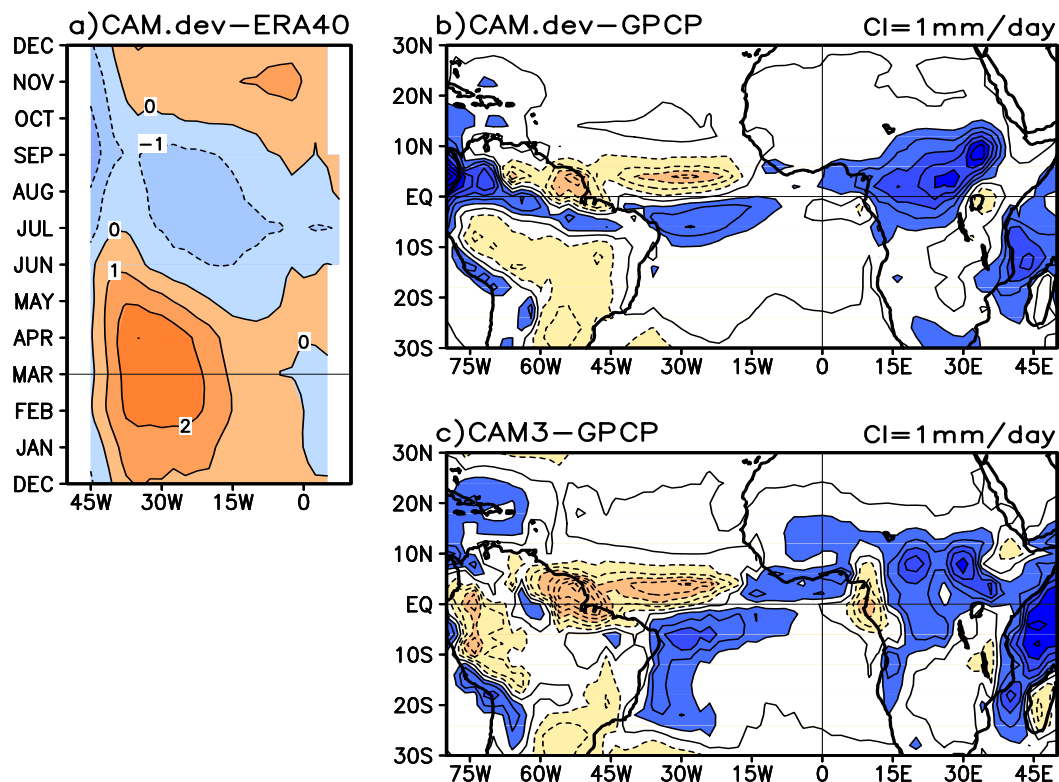 a)CAM.dev-ERA40
DEC
NOV
OCT
SEP
AUG
JUL
JUN
MAY
APR
MAR
FEB
JAN
DEC
45W 30W 15W 0
0
-1
0
1
0
2
b)CAM.dev-GPCP CI=1mm/day
30N
20N
10N
EQ
10S
20S
30S
75W 60W 45W 30W 15W 0 15E 30E 45E
c)CAM3-GPCP CI=1mm/day
30N
20N
10N
EQ
10S
20S
30S
75W 60W 45W 30W 15W 0 15E 30E 45E